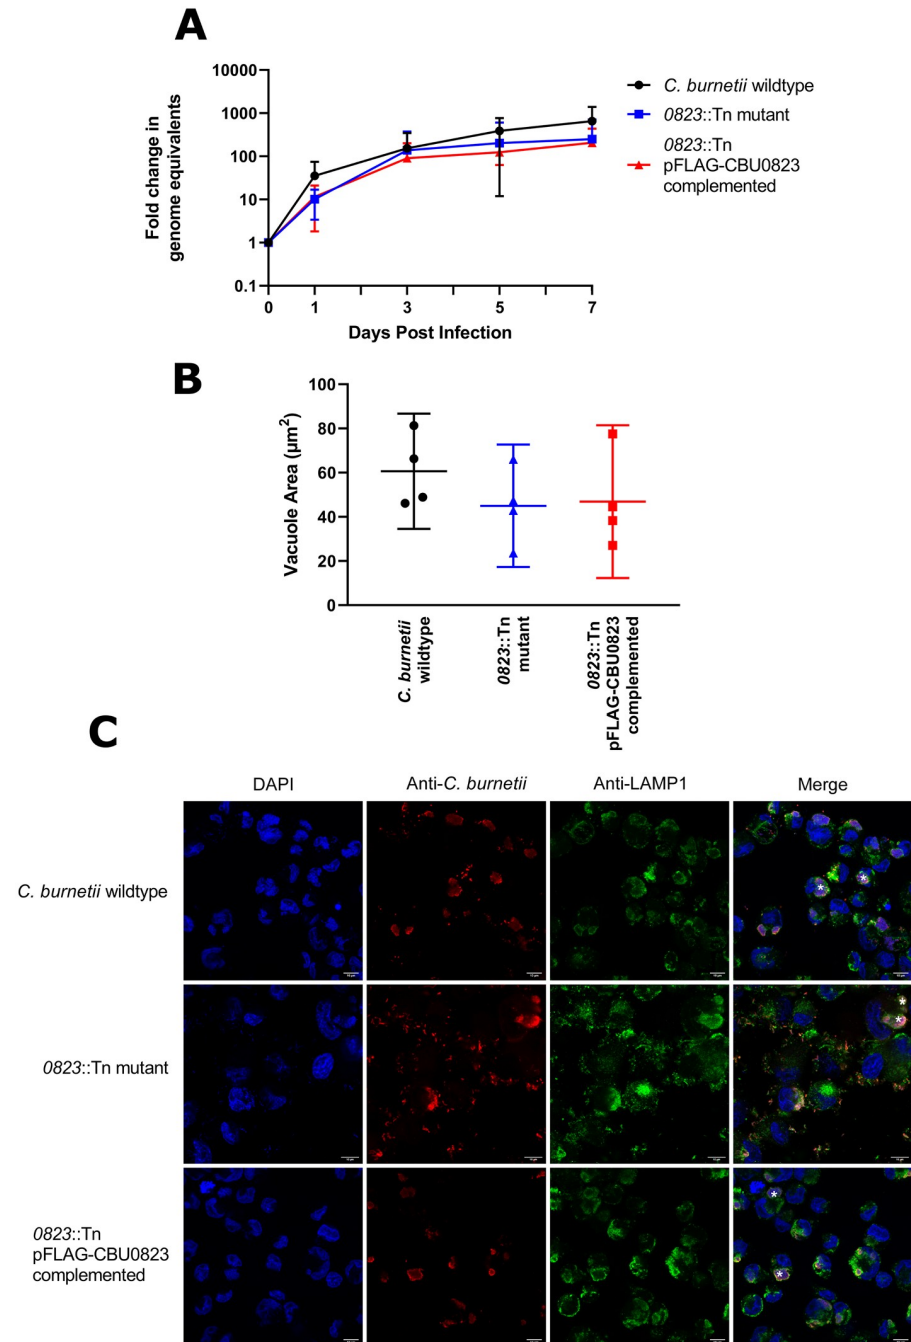 A
10000
1000
100
10
1
0.1
Fold change in
genome equivalents
0
1
3
5
7
Days Post Infection
C. burnetii wildtype
0823::Tn mutant
0823::Tn
pFLAG-CBU0823
complemented
B
100
80
60
40
20
0
Vacuole Area (µm²)
C. burnetii
wildtype
0823::Tn
mutant
0823::Tn
pFLAG-CBU0823
complemented
C
DAPI
Anti-C. burnetii
Anti-LAMP1
Merge
C. burnetii wildtype
0823::Tn mutant
0823::Tn
pFLAG-CBU0823
complemented